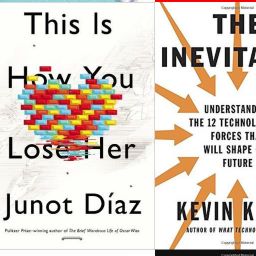 This Is
How You
Lose Her
Junot Díaz
Pulitzer Prize-winning author of The Brief Wondrous Life of Oscar Wao
THE
INEVITA
UNDERSTAND
THE 12 TECHNOL
FORCES THA
WILL SHAPE O
FUTURE
KEVIN K
AUTHOR OF WHAT TECHNO